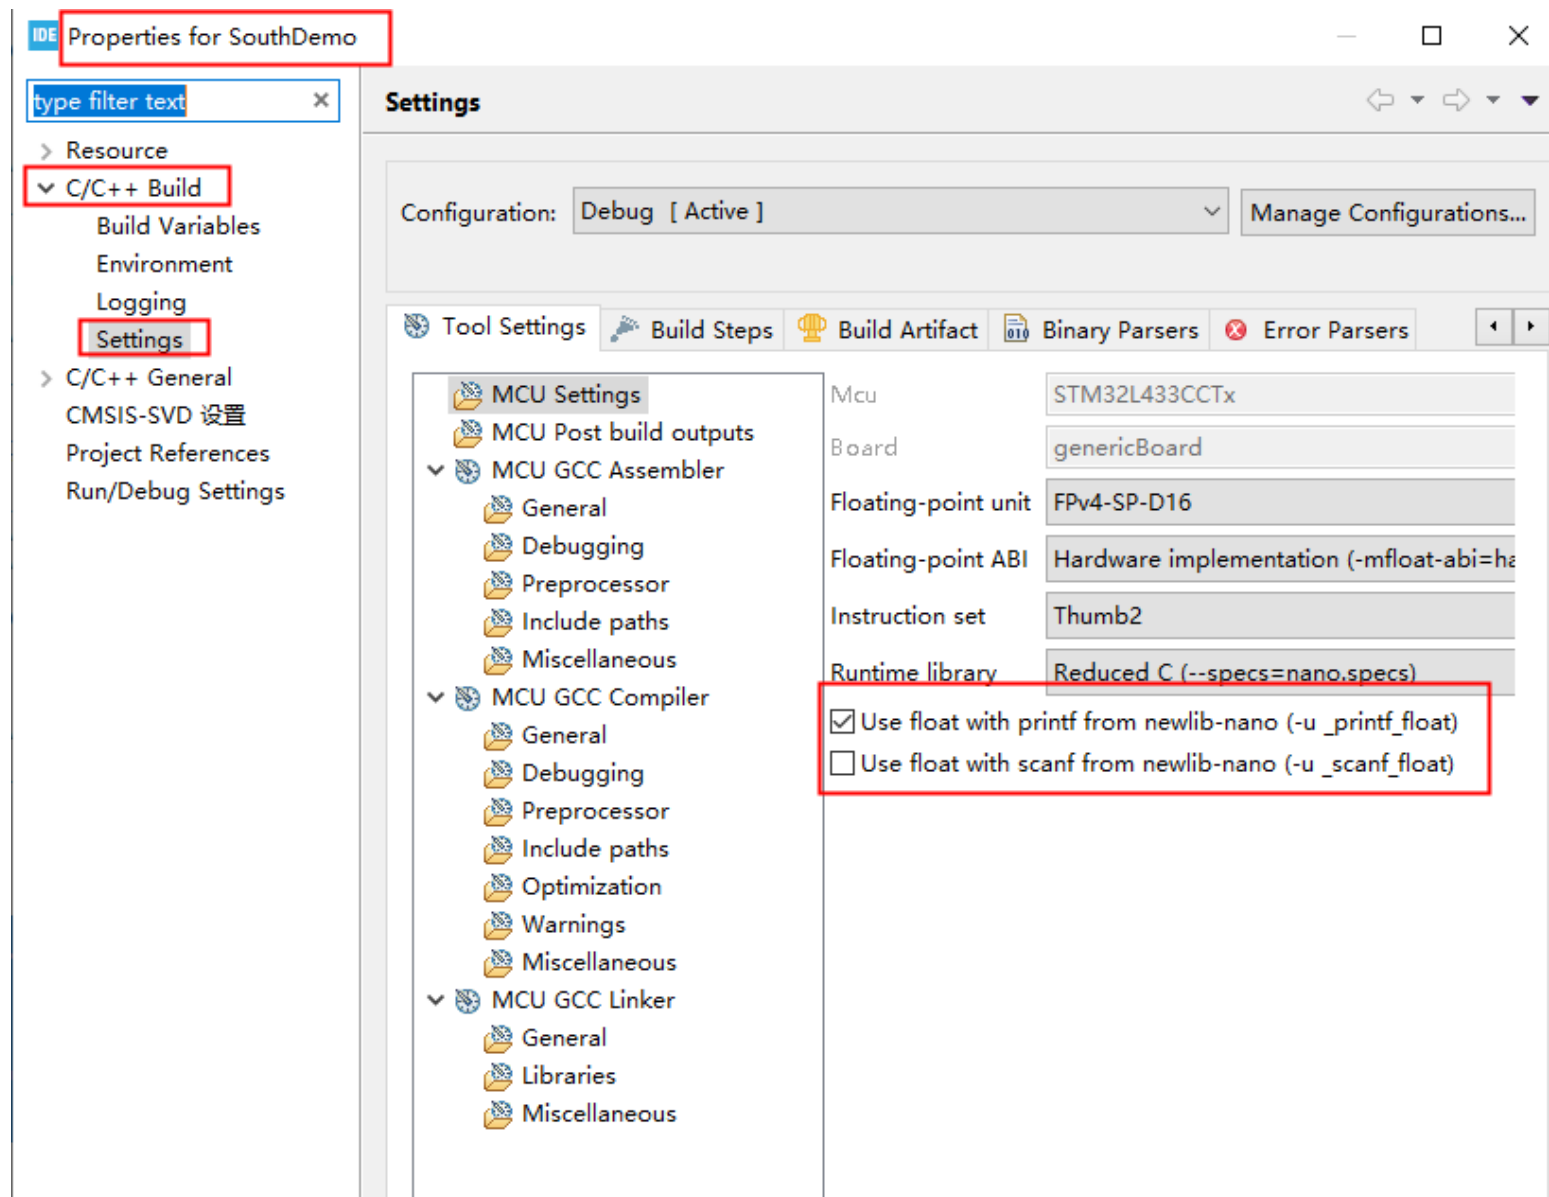 IDE Properties for SouthDemo
type filter text
Resource
C/C++ Build
Build Variables
Environment
Logging
Settings
C/C++ General
CMSIS-SVD 设置
Project References
Run/Debug Settings
Settings
Configuration: Debug [ Active ] Manage Configurations...
Tool Settings Build Steps Build Artifact Binary Parsers Error Parsers
MCU Settings
MCU Post build outputs
MCU GCC Assembler
General
Debugging
Preprocessor
Include paths
Miscellaneous
MCU GCC Compiler
General
Debugging
Preprocessor
Include paths
Optimization
Warnings
Miscellaneous
MCU GCC Linker
General
Libraries
Miscellaneous
Mcu STM32L433CCTx
Board genericBoard
Floating-point unit FPv4-SP-D16
Floating-point ABI Hardware implementation (-mfloat-abi=ha
Instruction set Thumb2
Runtime library Reduced C (--specs=nano.specs)
Use float with printf from newlib-nano (-u _printf_float)
Use float with scanf from newlib-nano (-u _scanf_float)